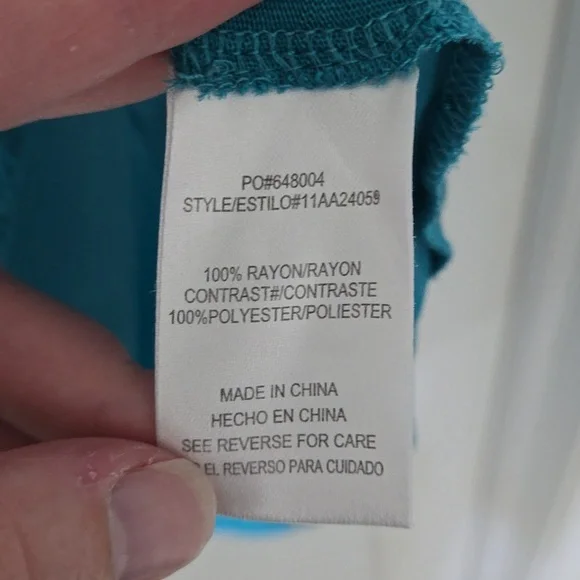 PO#648004
STYLE/ESTILO#11AA24059
100% RAYON/RAYON
CONTRAST#/CONTRASTE
100%POLYESTER/POLIESTER
MADE IN CHINA
HECHO EN CHINA
SEE REVERSE FOR CARE
EL REVERSO PARA CUIDADO